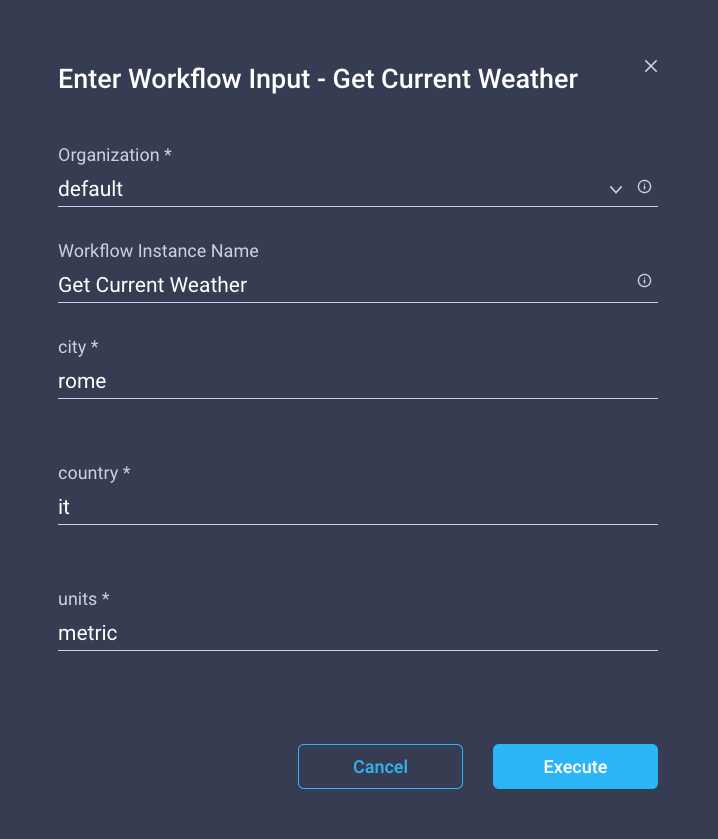 Enter Workflow Input - Get Current Weather
Organization *
default
Workflow Instance Name
Get Current Weather
city *
rome
country *
it
units *
metric
Cancel Execute